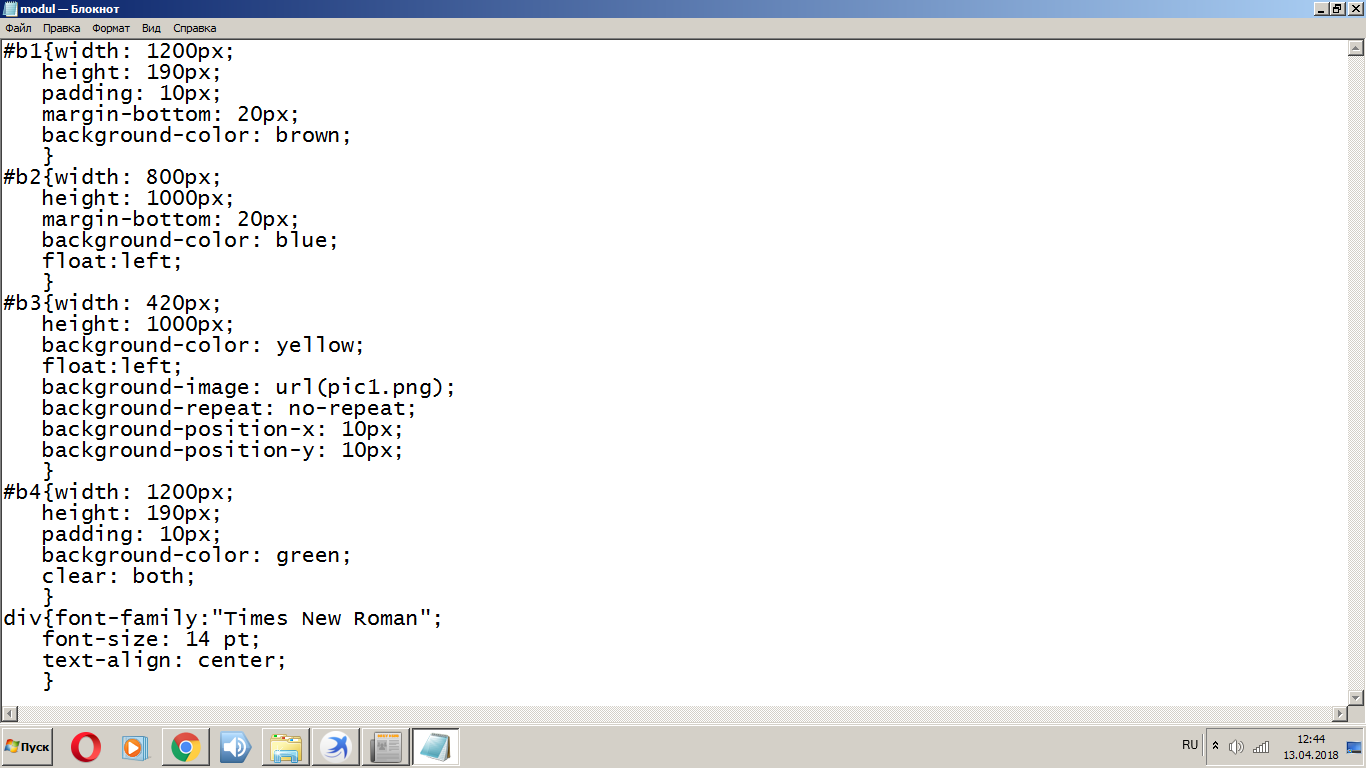 modul — Блокнот
Файл Правка Формат Вид Справка
#b1{width: 1200px;
height: 190px;
padding: 10px;
margin-bottom: 20px;
background-color: brown;
}
#b2{width: 800px;
height: 1000px;
margin-bottom: 20px;
background-color: blue;
float:left;
}
#b3{width: 420px;
height: 1000px;
background-color: yellow;
float:left;
background-image: url(pic1.png);
background-repeat: no-repeat;
background-position-x: 10px;
background-position-y: 10px;
}
#b4{width: 1200px;
height: 190px;
padding: 10px;
background-color: green;
clear: both;
}
div{font-family:"Times New Roman";
font-size: 14 pt;
text-align: center;
}
Пуск
RU
12:44
13.04.2018